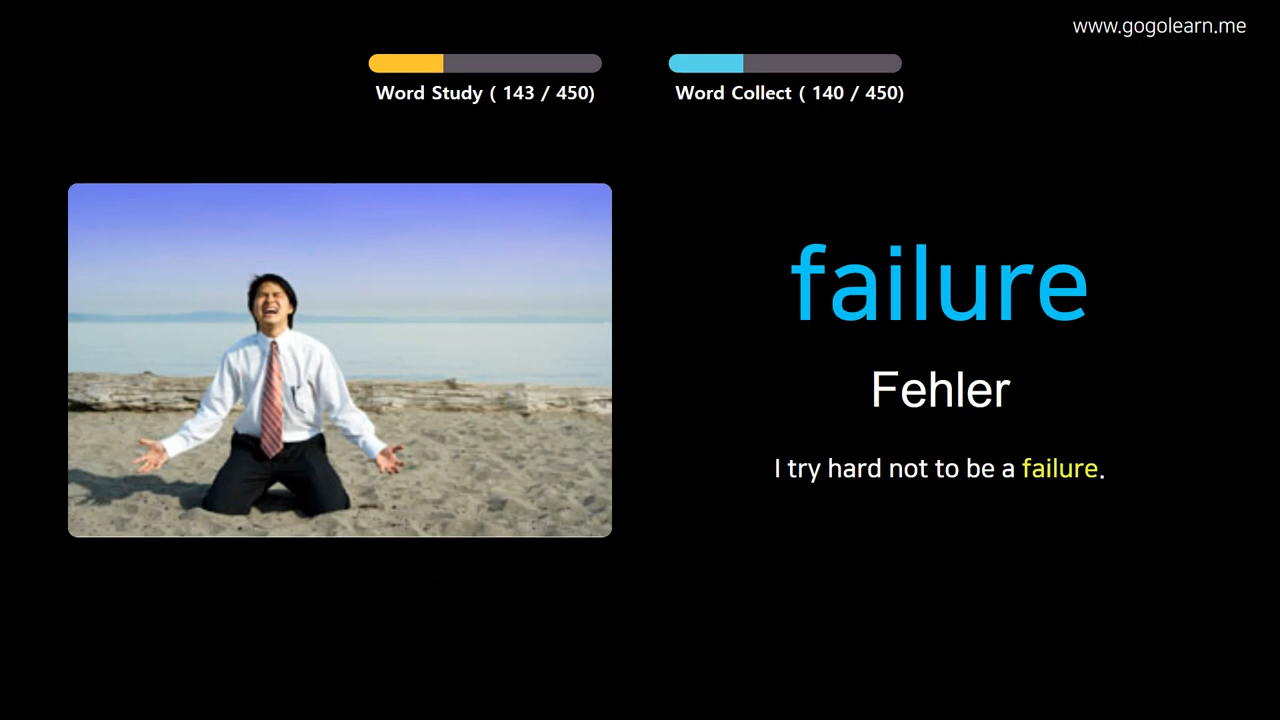 www.gogolearn.me
Word Study ( 143 / 450)
Word Collect ( 140 / 450)
failure
Fehler
I try hard not to be a failure.